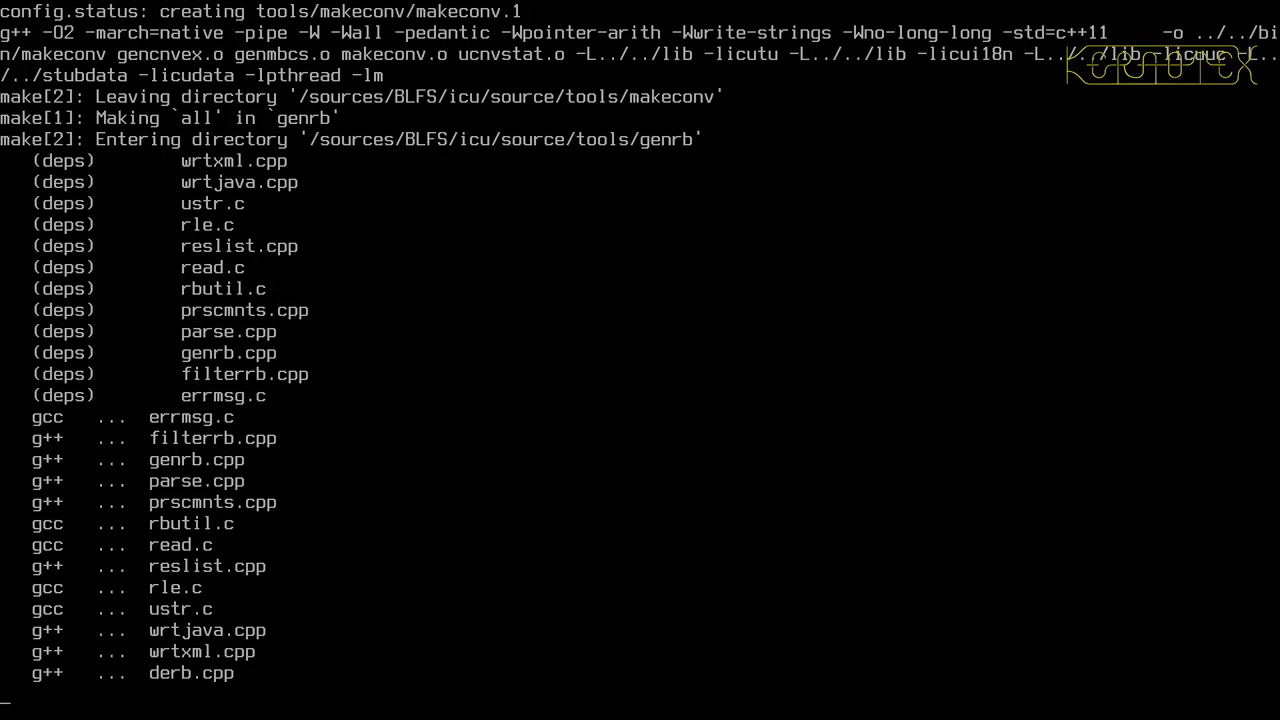 config.status: creating tools/makeconv/makeconv.1
g++ -O2 -march=native -pipe -W -Wall -pedantic -Wpointer-arith -Wwrite-strings -Wno-long-long -std=c++11     -o ../../bi
n/makeconv gencnvex.o genmbcs.o makeconv.o ucnvstat.o -L../../lib -licutu -L../../lib -licui18n -L../../lib -licuuc -L..
/../stubdata -licudata -lpthread -lm
make[2]: Leaving directory '/sources/BLFS/icu/source/tools/makeconv'
make[1]: Making `all' in `genrb'
make[2]: Entering directory '/sources/BLFS/icu/source/tools/genrb'
   (deps)        wrtxml.cpp
   (deps)        wrtjava.cpp
   (deps)        ustr.c
   (deps)        rle.c
   (deps)        reslist.cpp
   (deps)        read.c
   (deps)        rbutil.c
   (deps)        prscmnts.cpp
   (deps)        parse.cpp
   (deps)        genrb.cpp
   (deps)        filterrb.cpp
   (deps)        errmsg.c
   gcc   ...  errmsg.c
   g++   ...  filterrb.cpp
   g++   ...  genrb.cpp
   g++   ...  parse.cpp
   g++   ...  prscmnts.cpp
   gcc   ...  rbutil.c
   gcc   ...  read.c
   g++   ...  reslist.cpp
   gcc   ...  rle.c
   gcc   ...  ustr.c
   g++   ...  wrtjava.cpp
   g++   ...  wrtxml.cpp
   g++   ...  derb.cpp
_